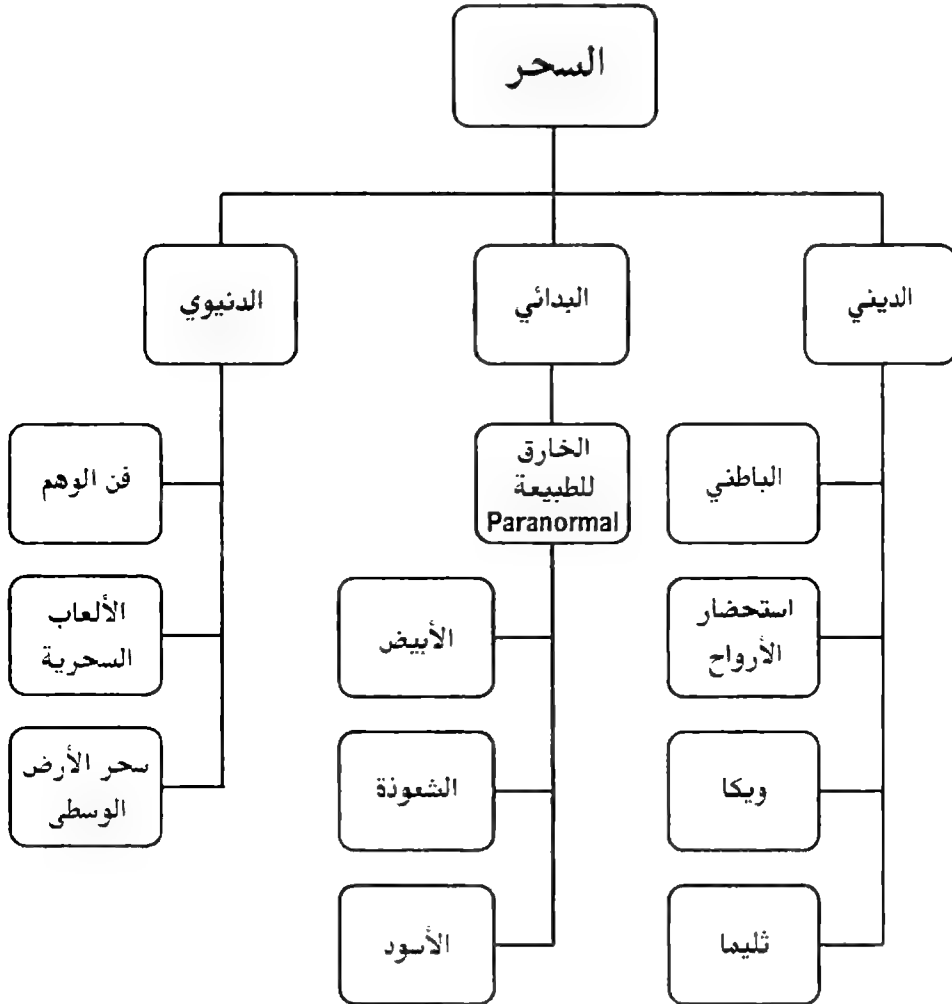 السحر
الديني
البدائي
الدنيوي
الباطني
استحضار
الأرواح
ويكا
ثليما
الخارق
للطبيعة
Paranormal
الأبيض
الشعوذة
الأسود
فن الوهم
الألعاب
السحرية
سحر الأرض
الوسطى